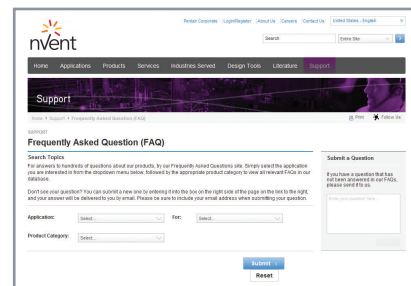 Pentair Corporate | Login/Register | About Us | Careers | Contact Us | United States - English
nVent
Search
Entire Site
Home Applications Products Services Industries Served Design Tools Literature Support
Support
Home > Support > Frequently Asked Question (FAQ)
Print Follow Us
SUPPORT
Frequently Asked Question (FAQ)
Search Topics
For answers to hundreds of questions about our products, try our Frequently Asked Questions site. Simply select the application
you are interested in from the dropdown menu below, followed by the appropriate product category to view all relevant FAQs in our
database.
Don't see your question? You can submit a new one by entering it into the box on the right side of the page on the link to the right,
and your answer will be delivered to you by email. Please be sure to include your email address when submitting your question.
Application: Select... For: Select...
Product Category: Select...
Submit
Reset
Submit a Question
If you have a question that has
not been answered in our FAQs,
please send it to us.
Enter your question here...